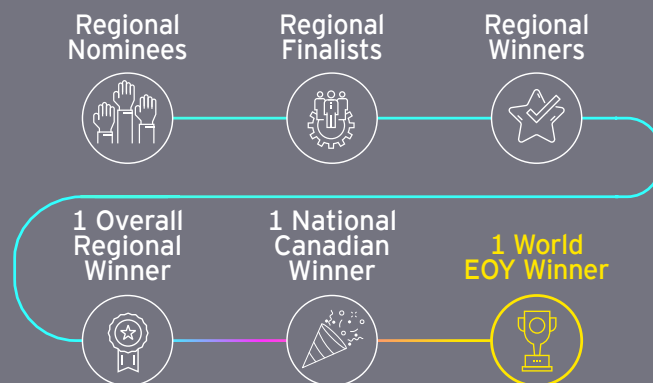 Regional
Nominees
Regional
Finalists
Regional
Winners
1 Overall
Regional
Winner
1 National
Canadian
Winner
1 World
EOY Winner